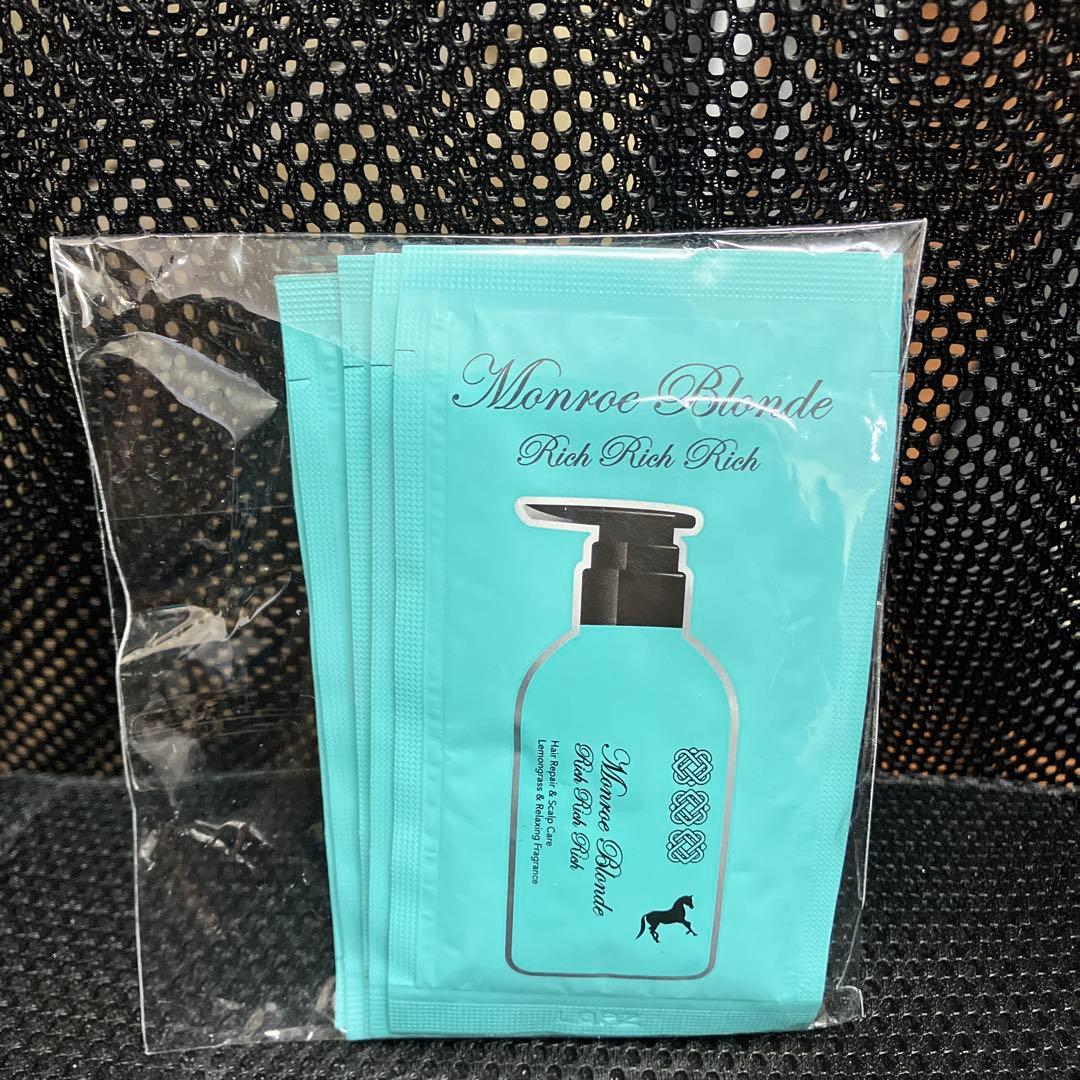 Monroe Blonde
Rich Rich Rich
Monroe Blonde
Rich Rich Rich
Hair Repair & Scalp Care
Lemongrass & Relaxing Fragrance